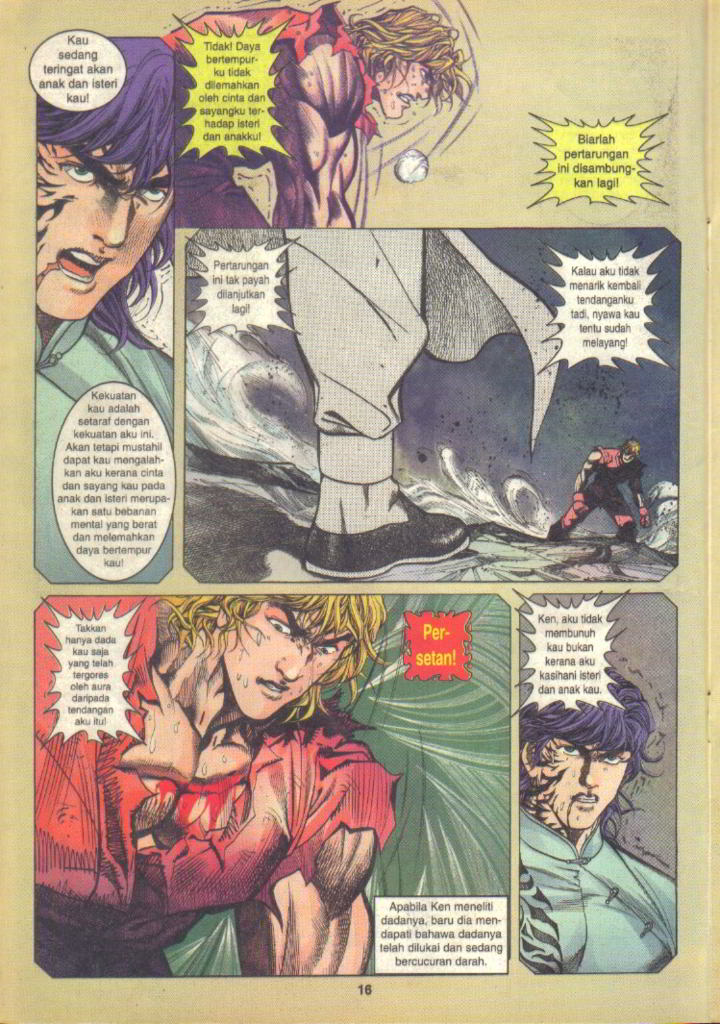 Kau
sedang
teringat akan
anak dan isteri
kau!
Tidak! Daya
bertempur-
ku tidak
dilemahkan
oleh cinta dan
sayangku ter-
hadap isteri
dan anakku!
Biarlah
pertarungan
ini disambung-
kan lagi!
Kekuatan
kau adalah
setaraf dengan
kekuatan aku ini.
Akan tetapi mustahil
dapat kau mengalah-
kan aku kerana cinta
dan sayang kau pada
anak dan isteri merupa-
kan satu bebanan
mental yang berat
dan melemahkan
daya bertempur
kau!
Pertarungan
ini tak payah
dilanjutkan
lagi!
Kalau aku tidak
menarik kembali
tendanganku
tadi, nyawa kau
tentu sudah
melayang!
Takkan
hanya dada
kau saja
yang telah
tergores
oleh aura
daripada
tendangan
aku itu!
Per-
setan!
Apabila Ken meneliti
dadanya, baru dia men-
dapati bahawa dadanya
telah dilukai dan sedang
bercucuran darah.
Ken, aku tidak
membunuh
kau bukan
kerana aku
kasihani isteri
dan anak kau.
16